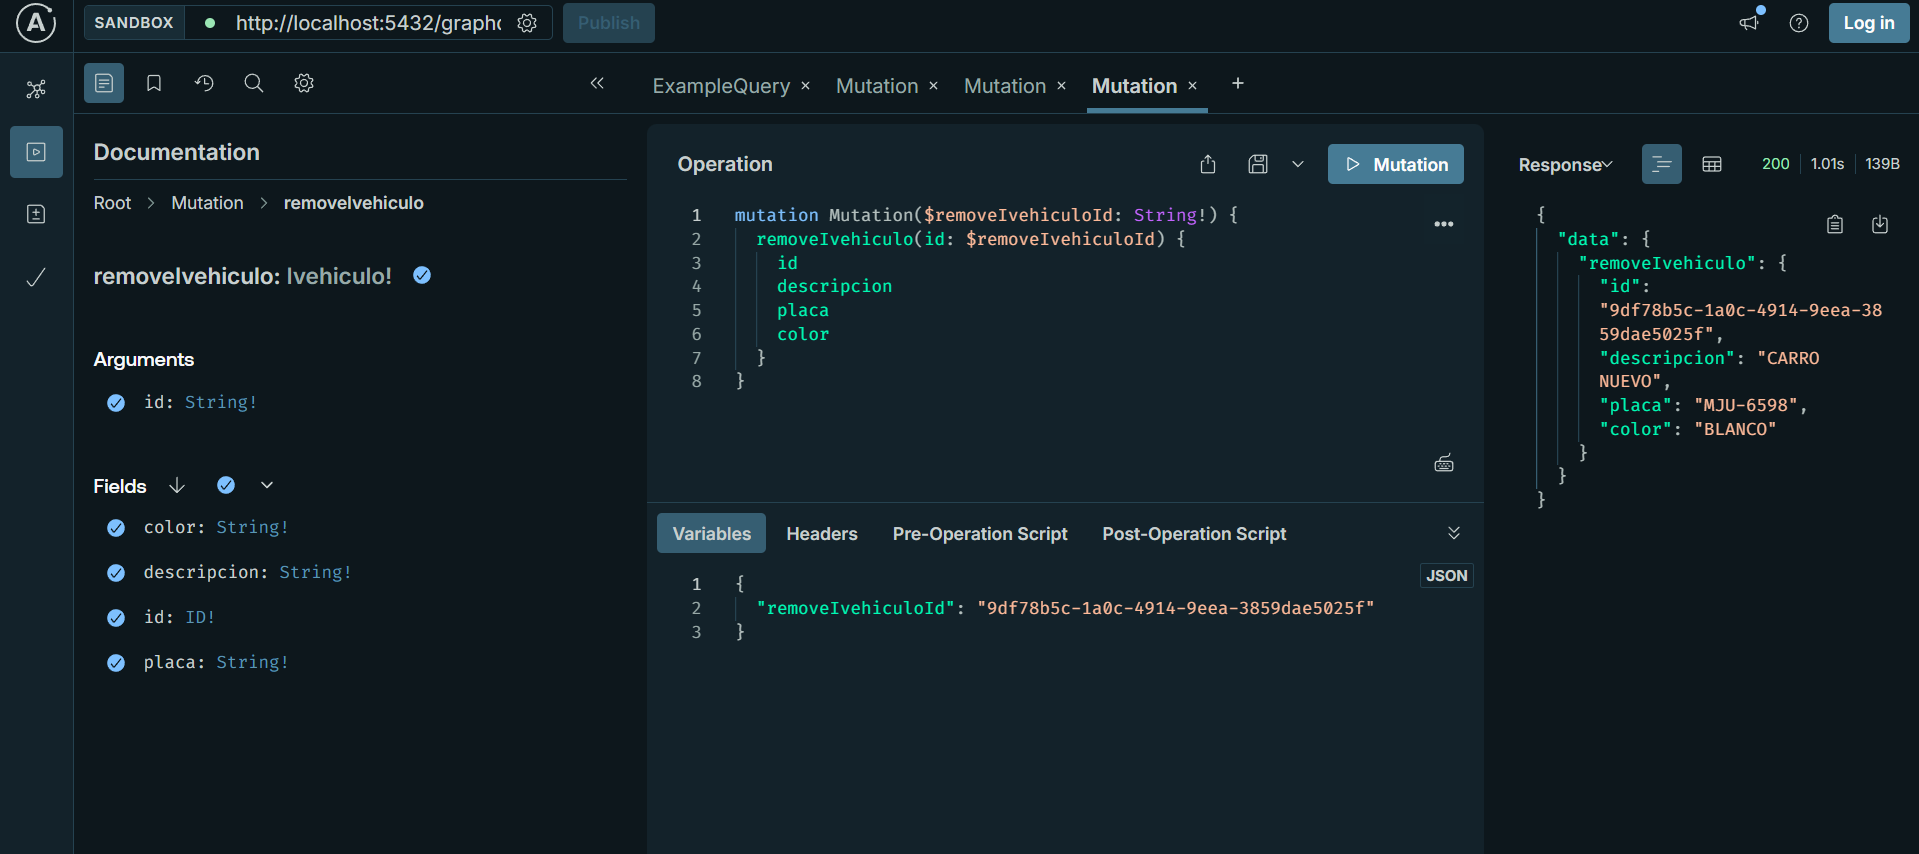 SANDBOX
http://localhost:5432/graphq
Publish
Log in
ExampleQuery ×
Mutation ×
Mutation ×
Mutation ×
+
Documentation
Root > Mutation > removeIvehiculo
removeIvehiculo: Ivehiculo!
Arguments
id: String!
Fields
color: String!
descripcion: String!
id: ID!
placa: String!
Operation
Mutation
1 mutation Mutation($removeIvehiculoId: String!) {
2 removeIvehiculo(id: $removeIvehiculoId) {
3 id
4 descripcion
5 placa
6 color
7 }
8 }
Variables Headers Pre-Operation Script Post-Operation Script
JSON
1 {
2 "removeIvehiculoId": "9df78b5c-1a0c-4914-9eea-3859dae5025f"
3 }
Response 200 1.01s 139B
{
"data": {
"removeIvehiculo": {
"id":
"9df78b5c-1a0c-4914-9eea-38
59dae5025f",
"descripcion": "CARRO
NUEVO",
"placa": "MJU-6598",
"color": "BLANCO"
}
}
}